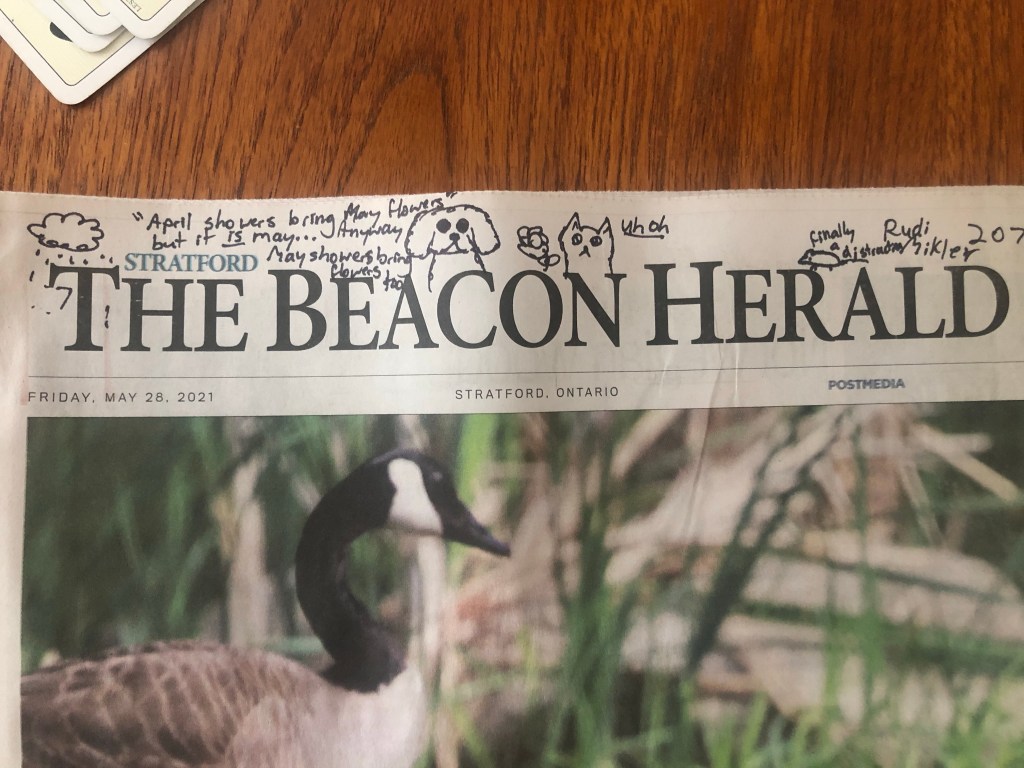 "April showers bring May flowers"
but it is may... Anyway
May showers bring
flowers
too
uh oh
finally
a
distraction
Rudi
207
STRATFORD
THE BEACON HERALD
FRIDAY, MAY 28, 2021
STRATFORD, ONTARIO
POSTMEDIA